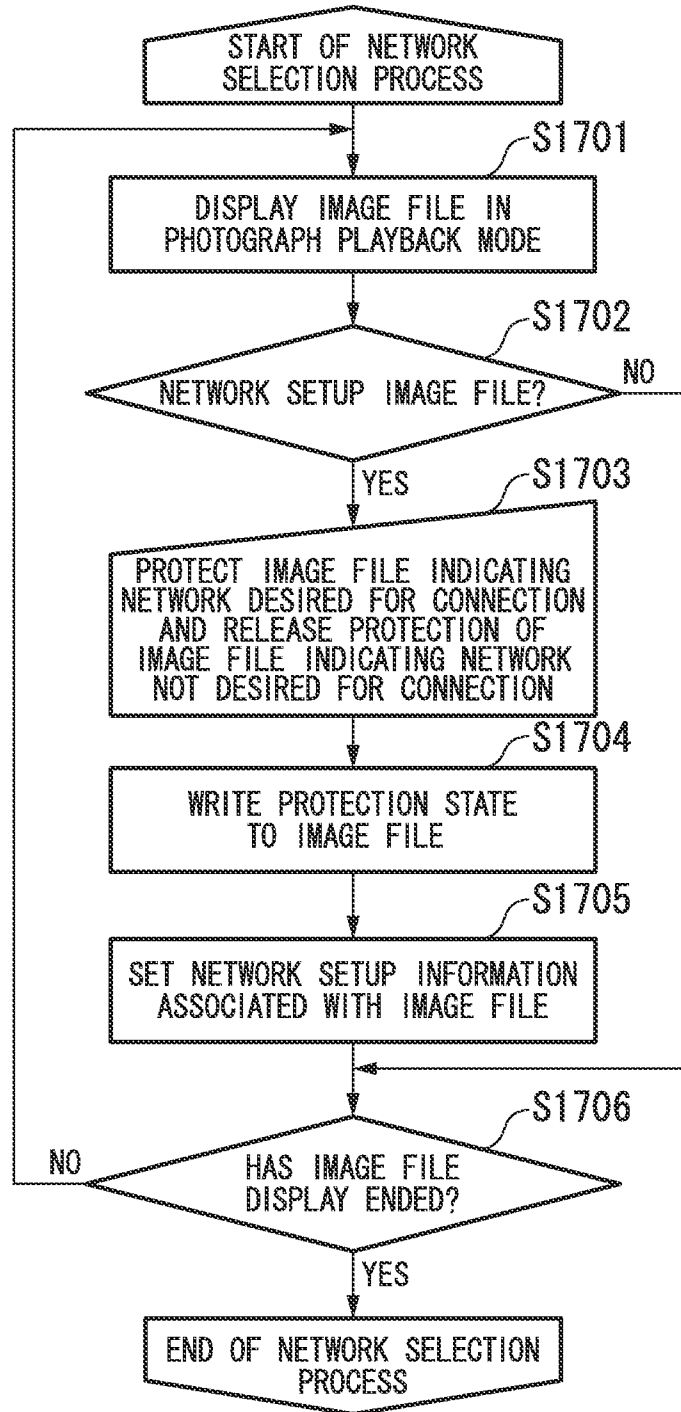 START OF NETWORK
SELECTION PROCESS
S1701
DISPLAY IMAGE FILE IN
PHOTOGRAPH PLAYBACK MODE
S1702
NETWORK SETUP IMAGE FILE?
NO
YES
S1703
PROTECT IMAGE FILE INDICATING
NETWORK DESIRED FOR CONNECTION
AND RELEASE PROTECTION OF
IMAGE FILE INDICATING NETWORK
NOT DESIRED FOR CONNECTION
S1704
WRITE PROTECTION STATE
TO IMAGE FILE
S1705
SET NETWORK SETUP INFORMATION
ASSOCIATED WITH IMAGE FILE
S1706
NO
HAS IMAGE FILE
DISPLAY ENDED?
YES
END OF NETWORK SELECTION
PROCESS